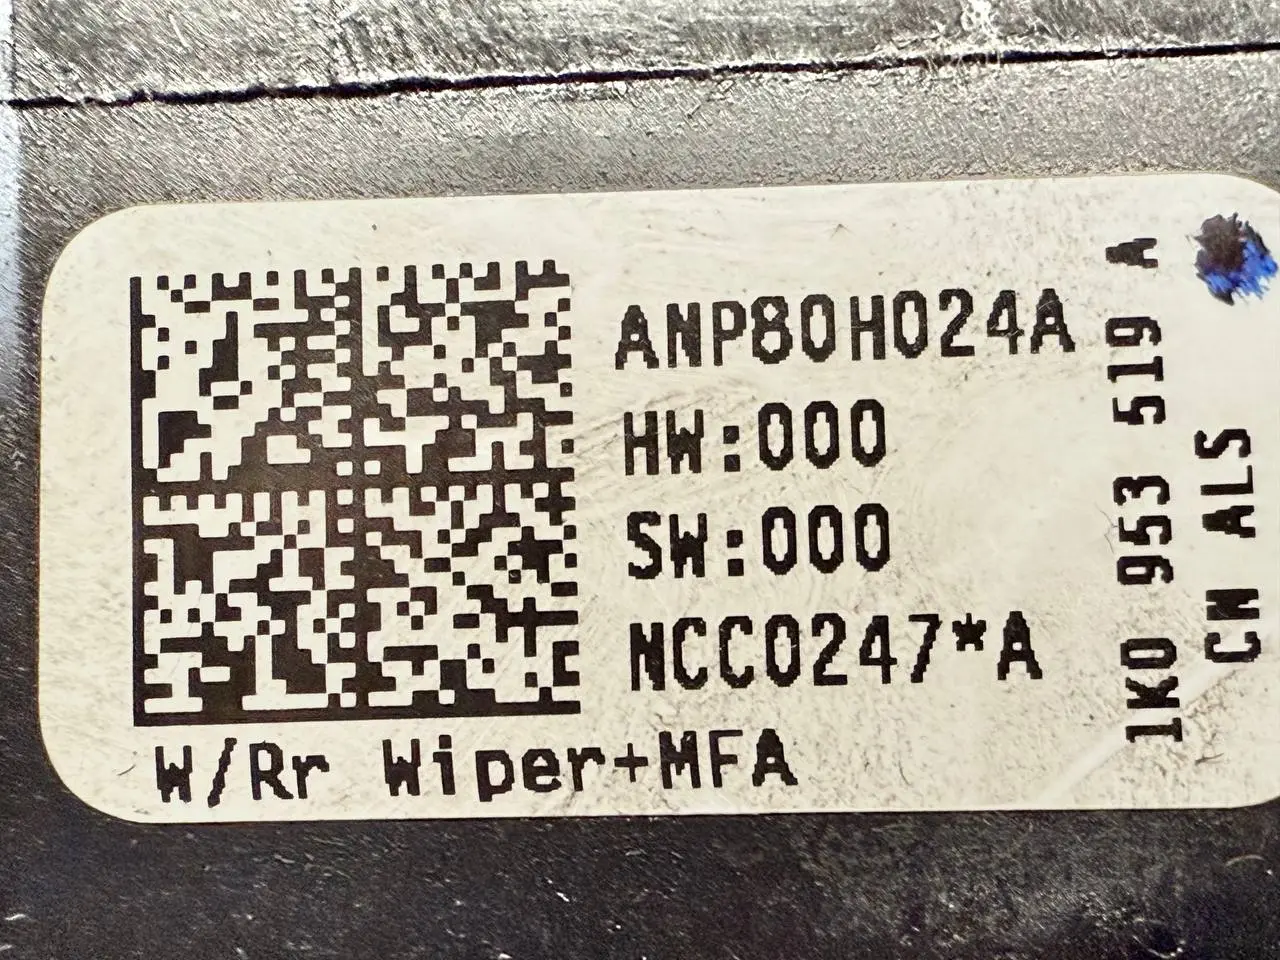 ANP80H024A
HW:000
SW:000
NCC0247*A
W/Rr Wiper+MFA
1K0 953 519 A
CN ALS